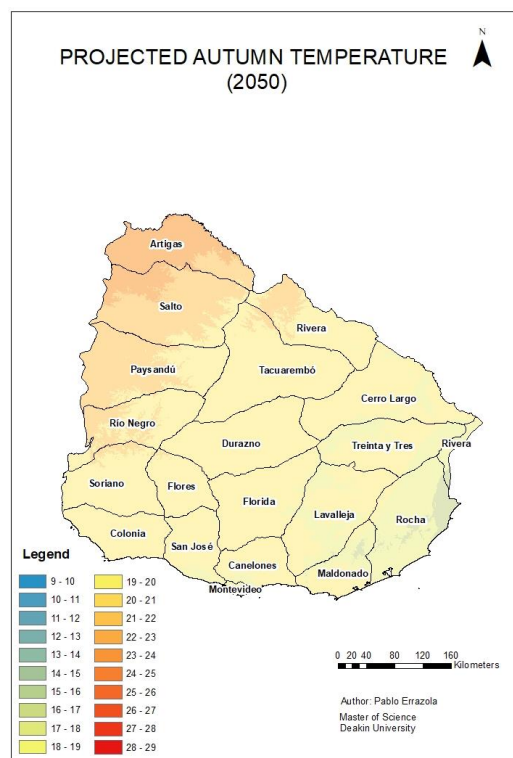 N
PROJECTED AUTUMN TEMPERATURE
(2050)
Artigas
Salto
Rivera
Paysandú
Tacuarembó
Cerro Largo
Río Negro
Durazno
Treinta y Tres
Rivera
Soriano
Flores
Florida
Lavalleja
Rocha
Colonia
San José
Canelones
Maldonado
Montevideo
Legend
9 - 10
10 - 11
11 - 12
12 - 13
13 - 14
14 - 15
15 - 16
16 - 17
17 - 18
18 - 19
19 - 20
20 - 21
21 - 22
22 - 23
23 - 24
24 - 25
25 - 26
26 - 27
27 - 28
28 - 29
0 20 40 80 120 160
Kilometers
Author: Pablo Errazola
Master of Science
Deakin University